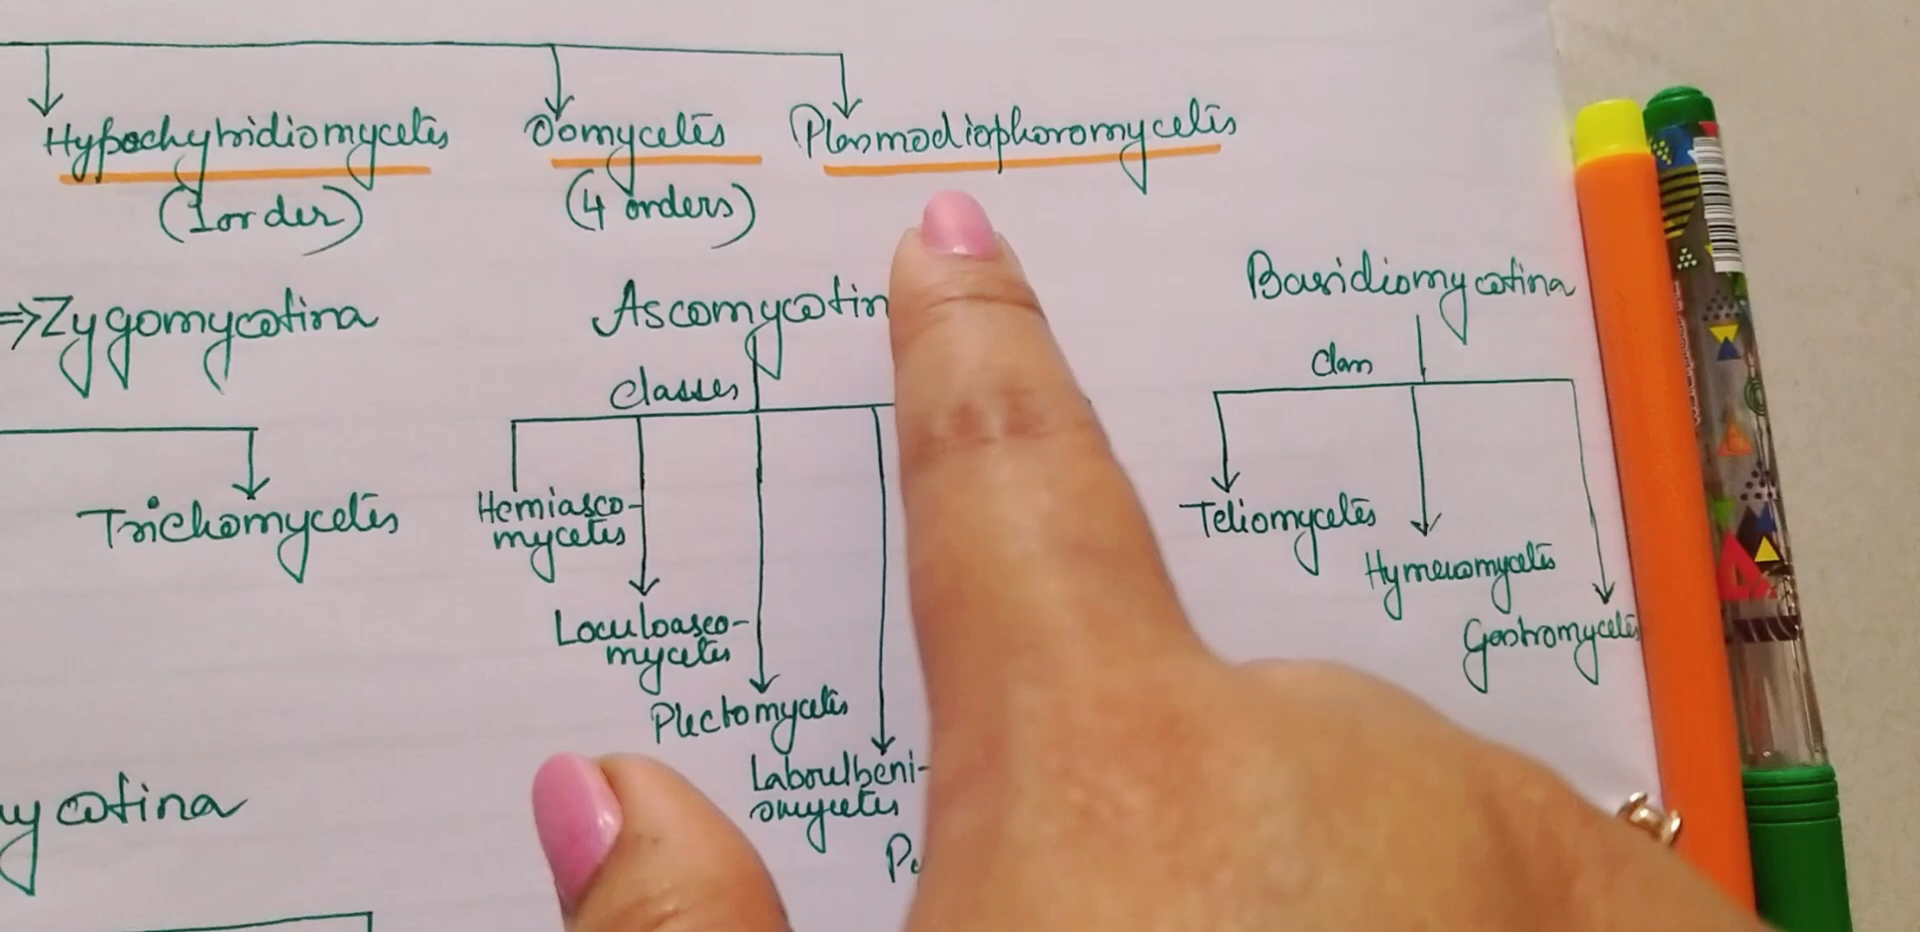 Hypochytridiomycetes
Oomycetes
Plasmodiophoromycetes
(1 order)
(4 orders)
⇒Zygomycotina
Ascomycotin
Basidiomycotina
Classes
Class
Trichomycetes
Hemiasco-
mycetes
Loculoasco-
mycetes
Plectomycetes
Laboulbeni-
omycetes
Teliomycetes
Hymenomycetes
Gastromycetes
ycotina